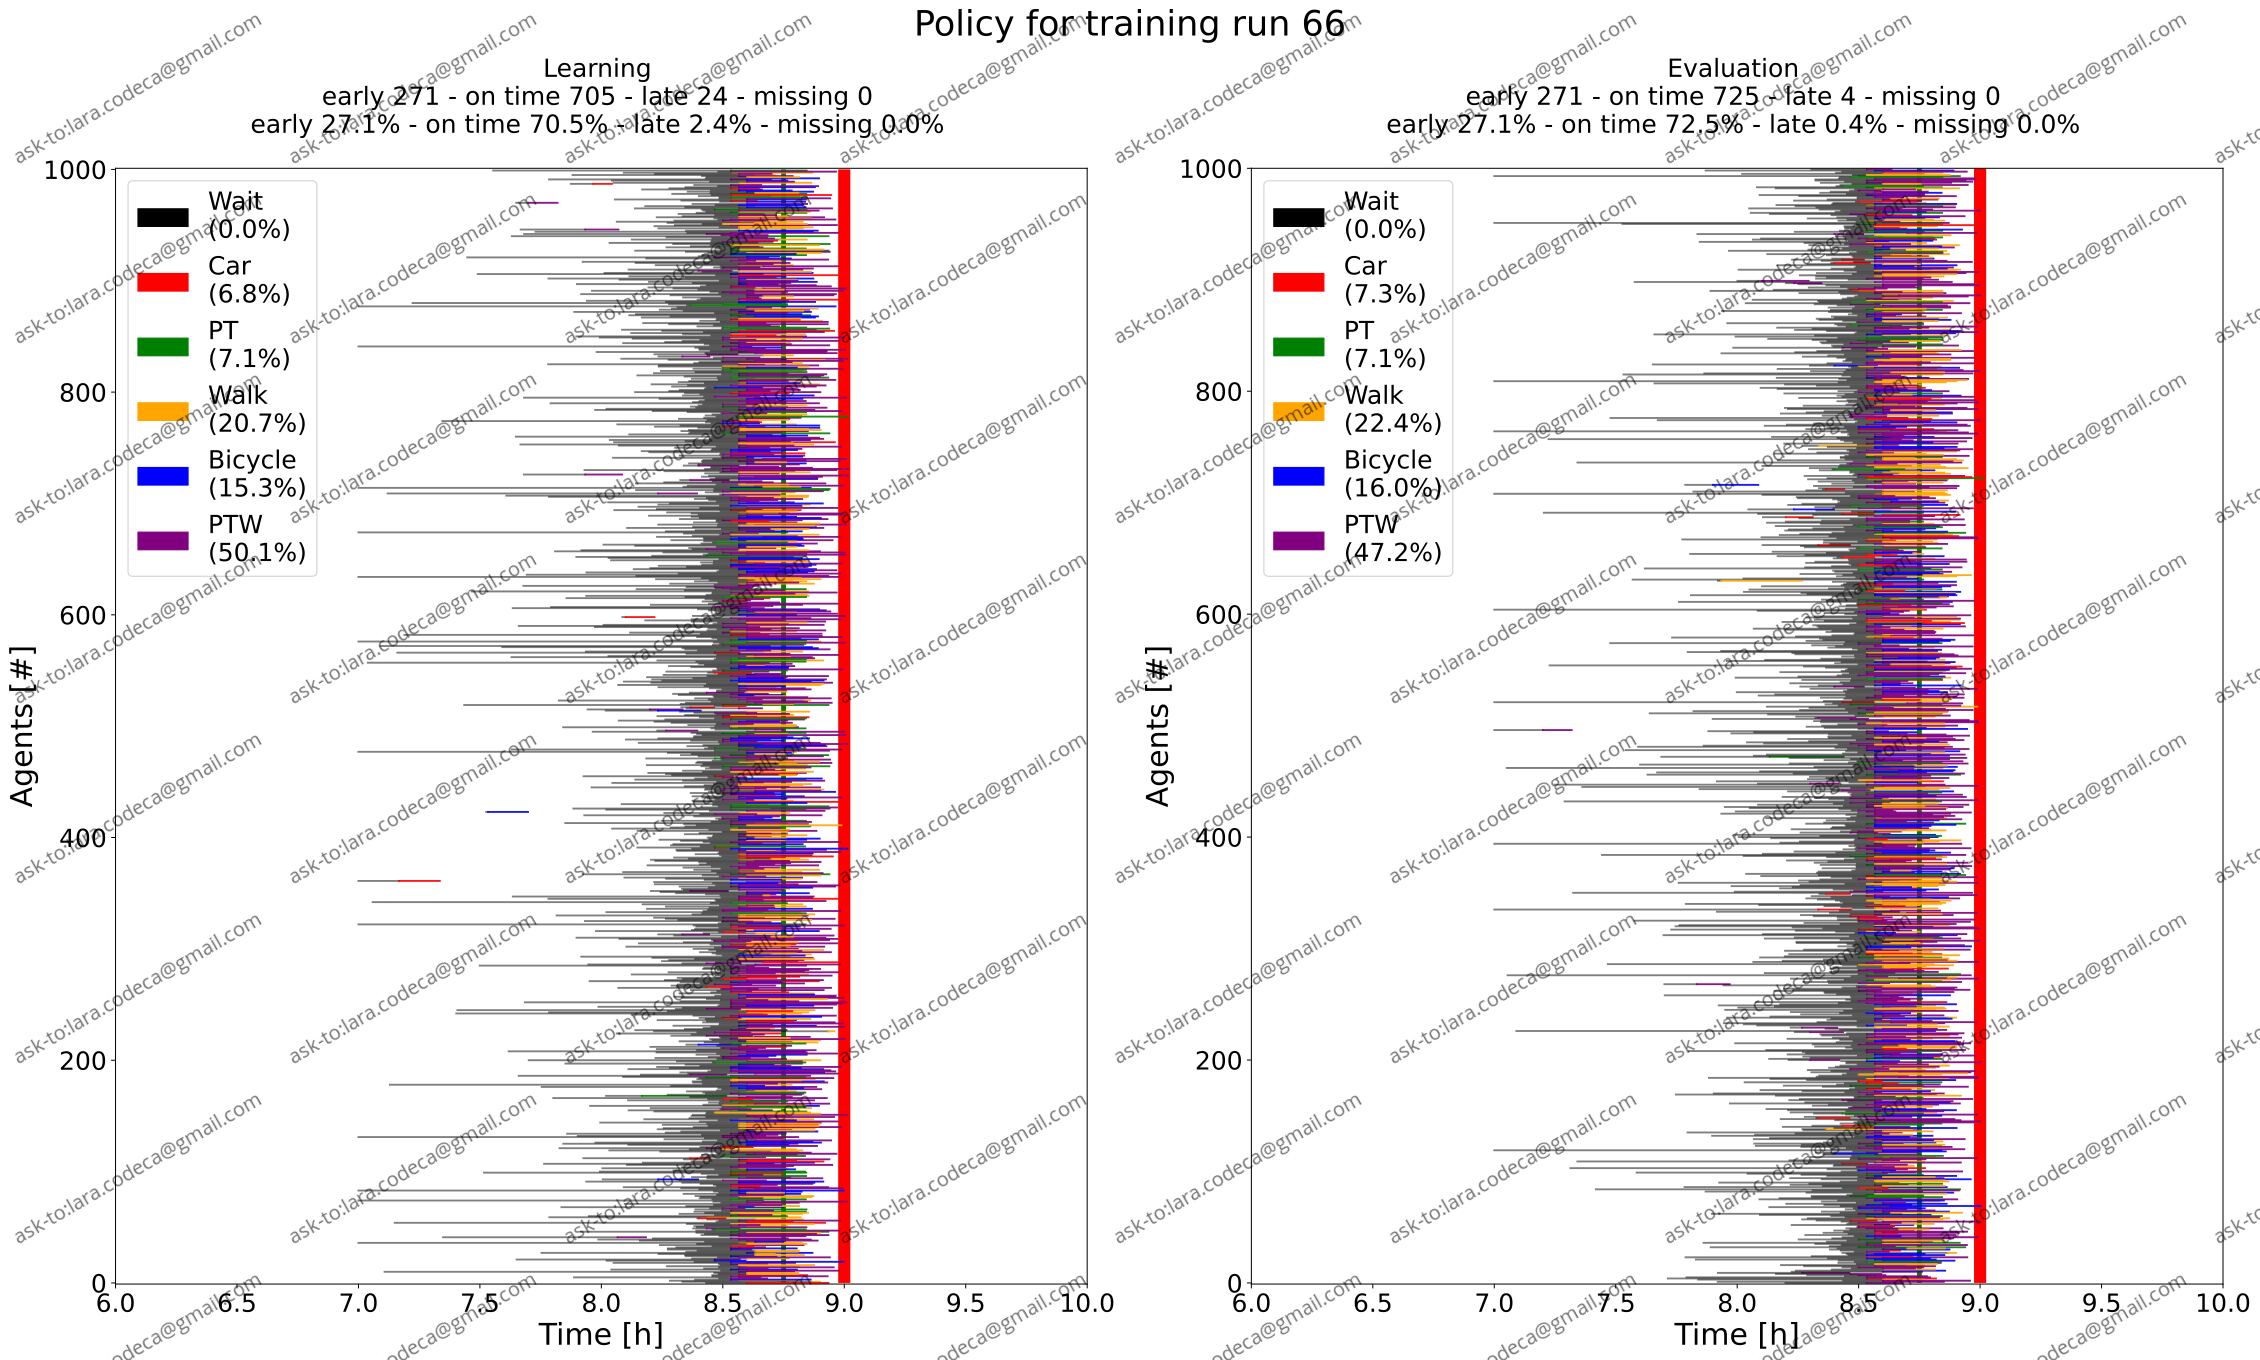 Policy for training run 66
Learning
early 271 - on time 705 - late 24 - missing 0
early 27.1% - on time 70.5% - late 2.4% - missing 0.0%
Wait
(0.0%)
Car
(6.8%)
PT
(7.1%)
Walk
(20.7%)
Bicycle
(15.3%)
PTW
(50.1%)
Agents [#]
1000
800
600
400
200
0
6.0 6.5 7.0 7.5 8.0 8.5 9.0 9.5 10.0
Time [h]
Evaluation
early 271 - on time 725 - late 4 - missing 0
early 27.1% - on time 72.5% - late 0.4% - missing 0.0%
Wait
(0.0%)
Car
(7.3%)
PT
(7.1%)
Walk
(22.4%)
Bicycle
(16.0%)
PTW
(47.2%)
Agents [#]
1000
800
600
400
200
0
6.0 6.5 7.0 7.5 8.0 8.5 9.0 9.5 10.0
Time [h]
ask-to:lara.codeca@gmail.com